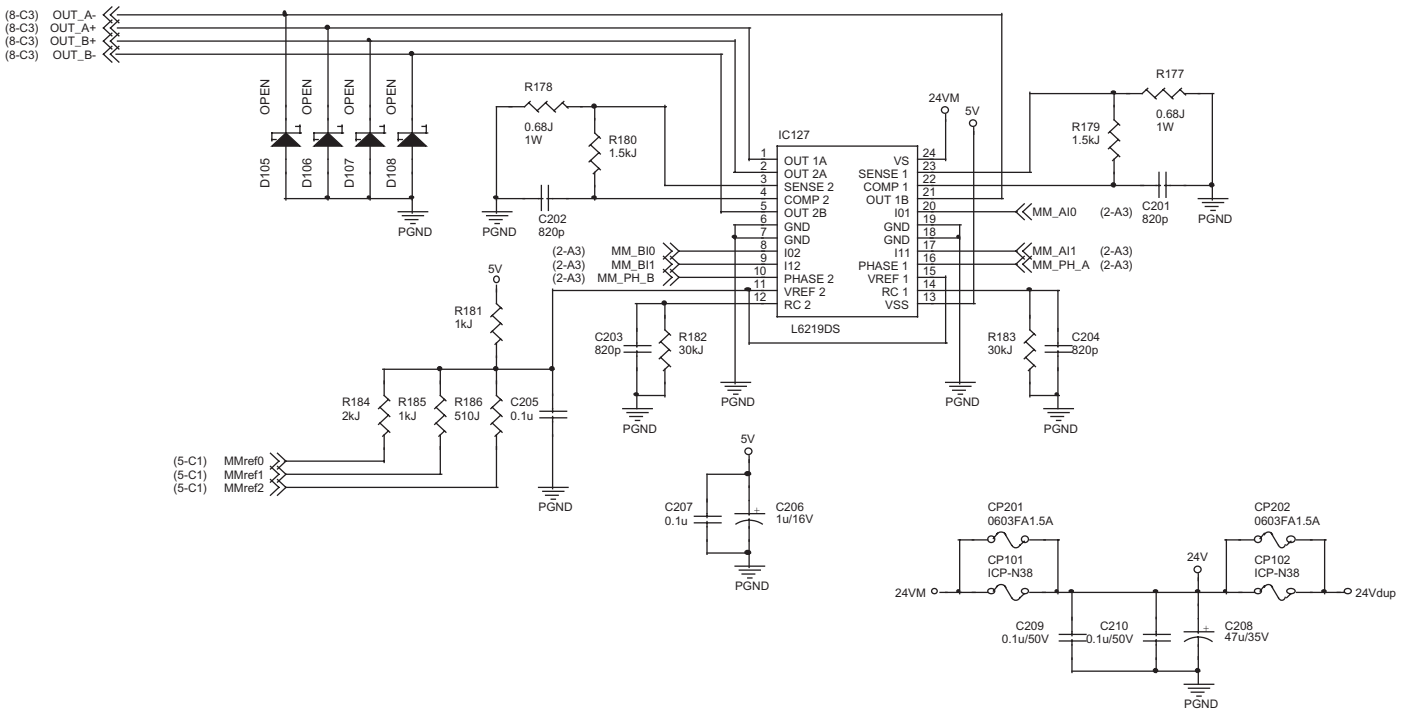 (8-C3) OUT_A-
(8-C3) OUT_A+
(8-C3) OUT_B+
(8-C3) OUT_B-
OPEN
OPEN
OPEN
OPEN
D105
D106
D107
D108
PGND
R178
0.68J
1W
R180
1.5kJ
C202
820p
PGND
IC127
24VM
5V
R177
0.68J
1W
R179
1.5kJ
C201
820p
PGND
1 OUT 1A VS 24
2 OUT 2A SENSE 1 23
3 SENSE 2 COMP 1 22
4 COMP 2 OUT 1B 21
5 OUT 2B I01 20
6 GND GND 19
7 GND GND 18
8 I02 I11 17
9 I12 PHASE 1 16
10 PHASE 2 VREF 1 15
11 VREF 2 RC 1 14
12 RC 2 VSS 13
L6219DS
MM_AI0 (2-A3)
MM_AI1 (2-A3)
MM_PH_A (2-A3)
(2-A3) MM_BI0
(2-A3) MM_BI1
(2-A3) MM_PH_B
5V
R181
1kJ
C203
820p
R182
30kJ
R183
30kJ
C204
820p
PGND
PGND
PGND
PGND
R184
2kJ
R185
1kJ
R186
510J
C205
0.1u
(5-C1) MMref0
(5-C1) MMref1
(5-C1) MMref2
PGND
5V
C207
0.1u
C206
1u/16V
PGND
CP201
0603FA1.5A
CP101
ICP-N38
CP202
0603FA1.5A
CP102
ICP-N38
24VM
24V
24Vdup
C209
0.1u/50V
C210
0.1u/50V
C208
47u/35V
PGND